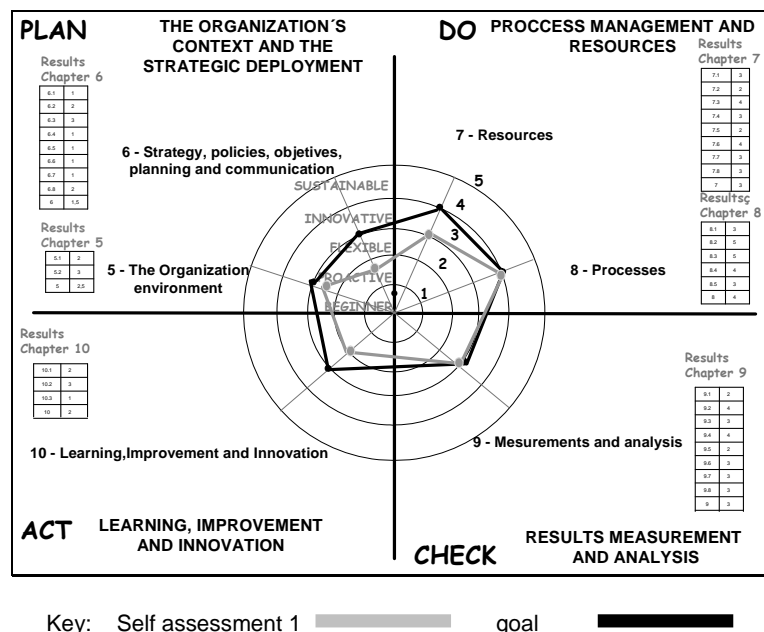 PLAN
THE ORGANIZATION´S
CONTEXT AND THE
STRATEGIC DEPLOYMENT
DO
PROCCESS MANAGEMENT AND
RESOURCES
Results
Chapter 6
6.1 1
6.2 2
6.3 3
6.4 1
6.5 1
6.6 1
6.7 1
6.8 2
6 1,5
Results
Chapter 7
7.1 3
7.2 2
7.3 4
7.4 3
7.5 2
7.6 4
7.7 3
7.8 3
7 3
6 - Strategy, policies, objetives,
planning and communication
7 - Resources
SUSTAINABLE
INNOVATIVE
FLEXIBLE
ROACTIVE
BEGINNER
5
4
3
2
1
Results
Chapter 5
5.1 2
5.2 3
5 2,5
5 - The Organization
environment
8 - Processes
Resultsç
Chapter 8
8.1 3
8.2 5
8.3 5
8.4 4
8.5 3
8 4
Results
Chapter 10
10.1 2
10.2 3
10.3 1
10 2
Results
Chapter 9
9.1 2
9.2 4
9.3 3
9.4 4
9.5 2
9.6 3
9.7 3
9.8 3
9 3
10 - Learning,Improvement and Innovation
9 - Mesurements and analysis
ACT
LEARNING, IMPROVEMENT
AND INNOVATION
CHECK
RESULTS MEASUREMENT
AND ANALYSIS
Key: Self assessment 1 goal